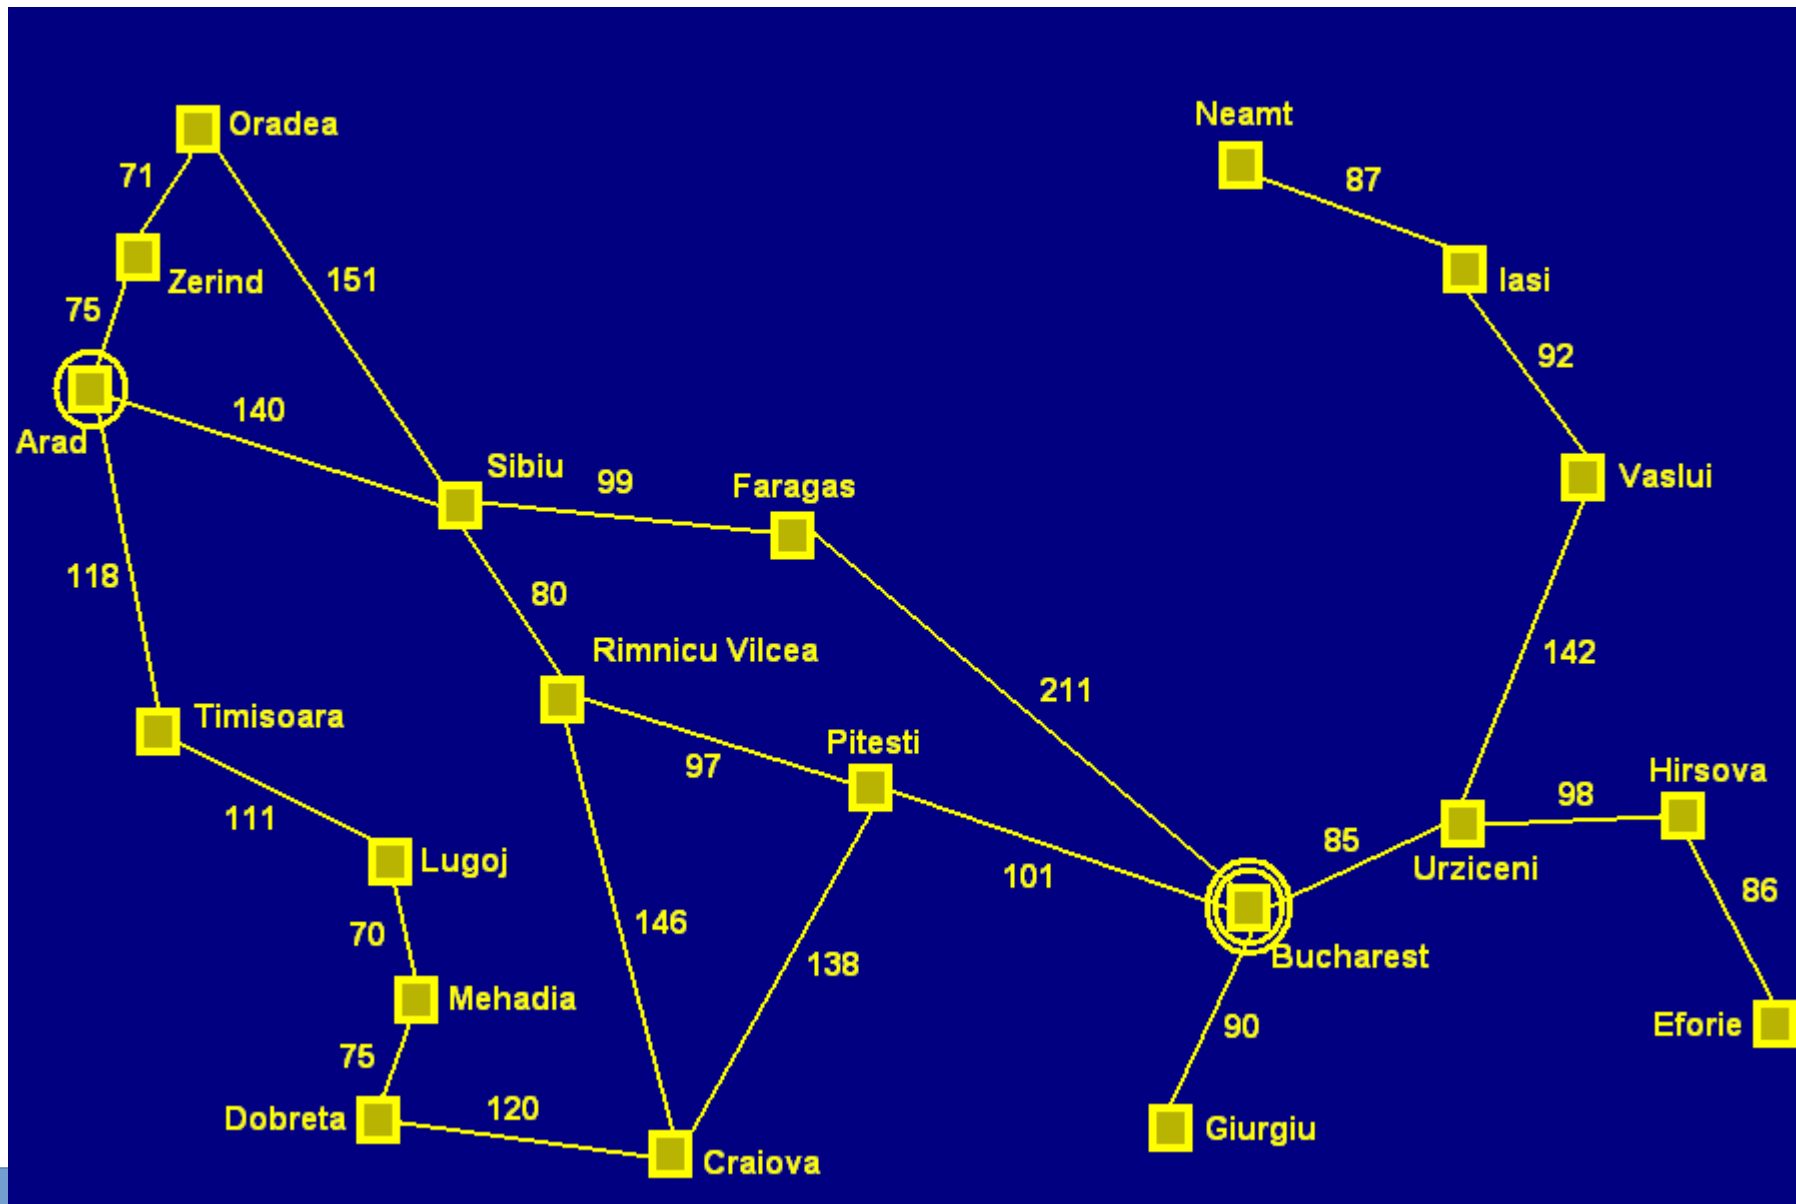 Neamt
Oradea
71
87
Zerind
151
Iasi
75
92
140
Arad
Sibiu
99
Faragas
Vaslui
118
80
Rimnicu Vilcea
142
211
Timisoara
Pitesti
97
Hirsova
98
111
85
Lugoj
Urziceni
101
86
146
70
138
Bucharest
Mehadia
90
Eforie
75
120
Dobreta
Giurgiu
Craiova